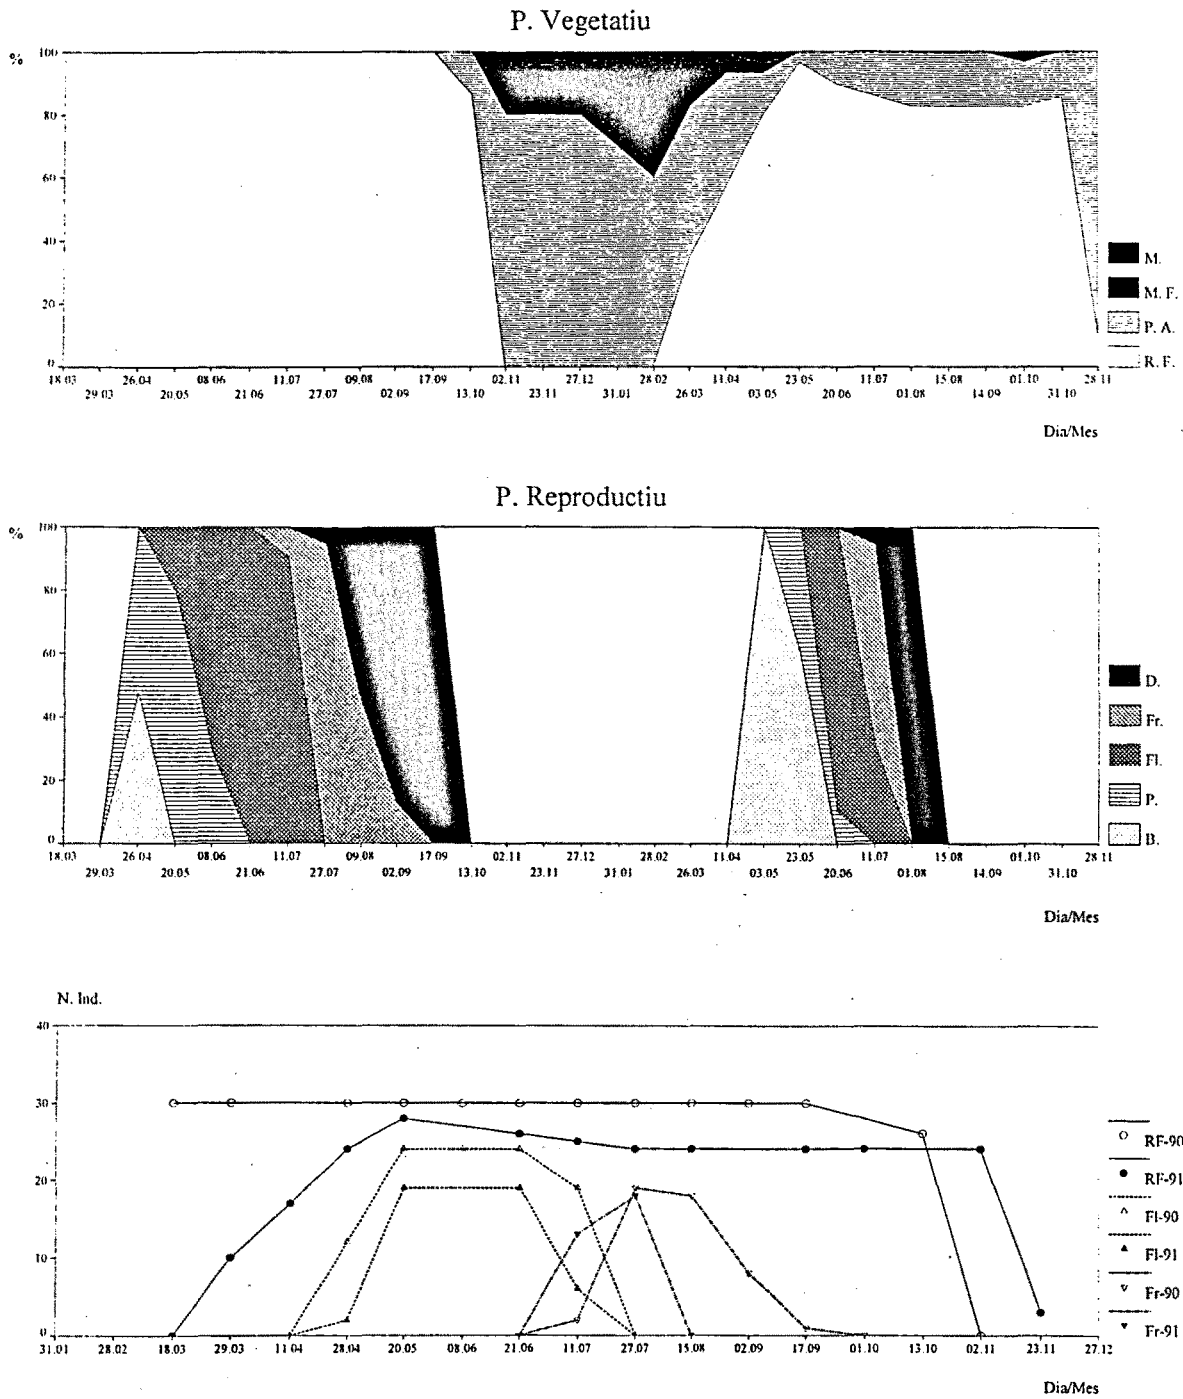 P. Vegetatiu
%
100
80
60
40
20
0
18.03 26.04 08.06 11.07 09.08 17.09 02.11 27.12 28.02 11.04 23.05 11.07 15.08 01.10 28.11
29.03 20.05 21.06 27.07 02.09 13.10 23.11 31.01 26.03 03.05 20.06 01.08 14.09 31.10
Dia/Mes
M.
M. F.
P. A.
R. F.
P. Reproductiu
%
100
80
60
40
20
0
18.03 26.04 08.06 11.07 09.08 17.09 02.11 27.12 28.02 11.04 23.05 11.07 15.08 01.10 28.11
29.03 20.05 21.06 27.07 02.09 13.10 23.11 31.01 26.03 03.05 20.06 01.08 14.09 31.10
Dia/Mes
D.
Fr.
Fl.
P.
B.
N. Ind.
40
30
20
10
0
31.01 28.02 18.03 29.03 11.04 28.04 20.05 08.06 21.06 11.07 27.07 15.08 02.09 17.09 01.10 13.10 02.11 23.11 27.12
Dia/Mes
RF-90
RF-91
Fl-90
Fl-91
Fr-90
Fr-91